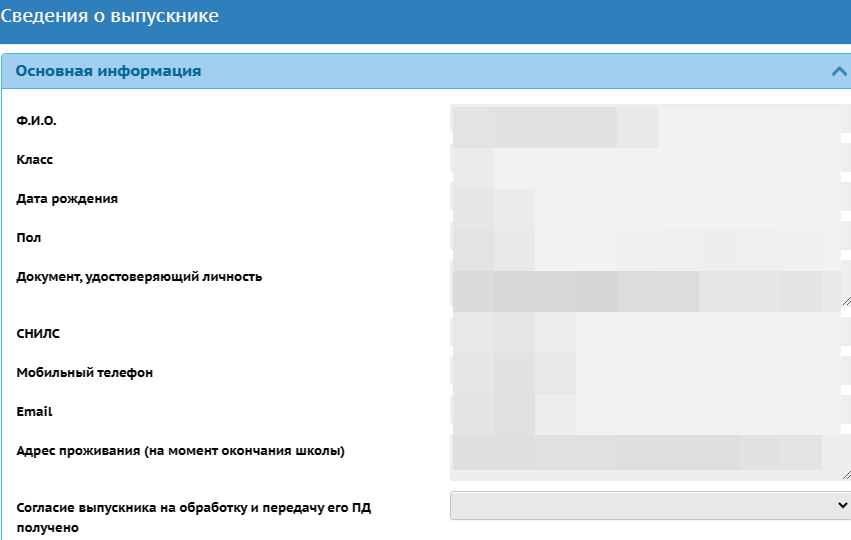 Сведения о выпускнике
Основная информация
Ф.И.О.
Класс
Дата рождения
Пол
Документ, удостоверяющий личность
СНИЛС
Мобильный телефон
Email
Адрес проживания (на момент окончания школы)
Согласие выпускника на обработку и передачу его ПД
получено